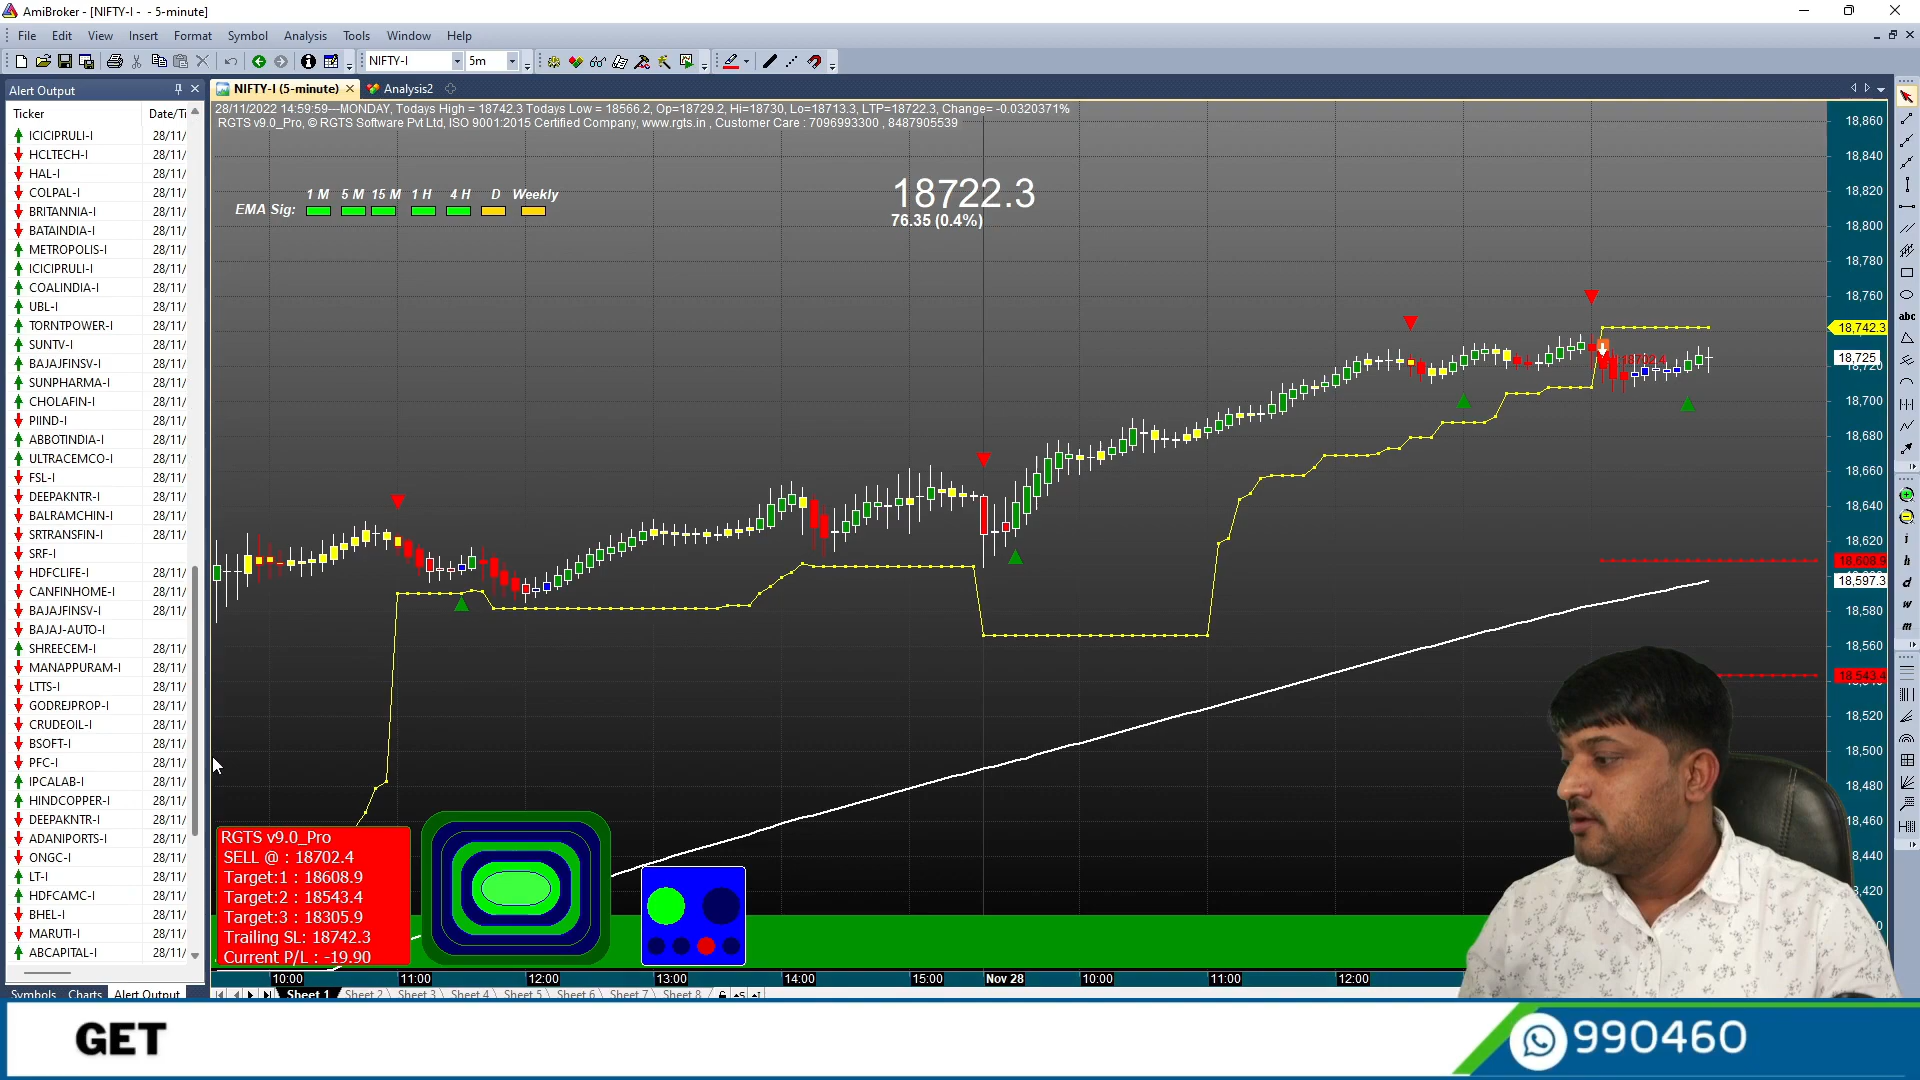 AmiBroker - [NIFTY-I - - 5-minute]
File Edit View Insert Format Symbol Analysis Tools Window Help
NIFTY-I 5m
Alert Output
NIFTY-I (5-minute) Analysis2
Ticker Date/Ti
28/11/2022 14:59:59---MONDAY, Todays High = 18742.3 Todays Low = 18566.2, Op=18729.2, Hi=18730, Lo=18713.3, LTP=18722.3, Change= -0.0320371%
RGTS v9.0_Pro, © RGTS Software Pvt Ltd, ISO 9001:2015 Certified Company, www.rgts.in , Customer Care : 7096993300 , 8487905539
ICICIPRULI-I 28/11/
HCLTECH-I 28/11/
HAL-I 28/11/
COLPAL-I 28/11/
BRITANNIA-I 28/11/
BATAINDIA-I 28/11/
METROPOLIS-I 28/11/
ICICIPRULI-I 28/11/
COALINDIA-I 28/11/
UBL-I 28/11/
TORNTPOWER-I 28/11/
SUNTV-I 28/11/
BAJAJFINSV-I 28/11/
SUNPHARMA-I 28/11/
CHOLAFIN-I 28/11/
PIIND-I 28/11/
ABBOTINDIA-I 28/11/
ULTRACEMCO-I 28/11/
FSL-I 28/11/
DEEPAKNTR-I 28/11/
BALRAMCHIN-I 28/11/
SRTRANSFIN-I 28/11/
SRF-I 28/11/
HDFCLIFE-I 28/11/
CANFINHOME-I 28/11/
BAJAJFINSV-I 28/11/
BAJAJ-AUTO-I
SHREECEM-I 28/11/
MANAPPURAM-I 28/11/
LTTS-I 28/11/
GODREJPROP-I 28/11/
CRUDEOIL-I 28/11/
BSOFT-I 28/11/
PFC-I 28/11/
IPCALAB-I 28/11/
HINDCOPPER-I 28/11/
DEEPAKNTR-I 28/11/
ADANIPORTS-I 28/11/
ONGC-I 28/11/
LT-I 28/11/
HDFCAMC-I 28/11/
BHEL-I 28/11/
MARUTI-I 28/11/
ABCAPITAL-I 28/11/
Symbols Charts Alert Output
1 M 5 M 15 M 1 H 4 H D Weekly
EMA Sig:
18722.3
76.35 (0.4%)
18,860
18,840
18,820
18,800
18,780
18,760
18,742.3
18,725
18,720
18,700
18,680
18,660
18,640
18,620
18,608.9
18,597.3
18,580
18,560
18,543.4
18,520
18,500
18,480
18,460
18,440
18,420
abc
i
h
d
w
m
RGTS v9.0_Pro
SELL @ : 18702.4
Target:1 : 18608.9
Target:2 : 18543.4
Target:3 : 18305.9
Trailing SL: 18742.3
Current P/L : -19.90
10:00 11:00 12:00 13:00 14:00 15:00 Nov 28 10:00 11:00 12:00
Sheet 1 Sheet 2 Sheet 3 Sheet 4 Sheet 5 Sheet 6 Sheet 7 Sheet 8
GET
990460